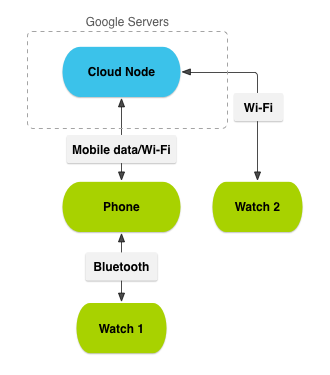 Google Servers
Cloud Node
Wi-Fi
Mobile data/Wi-Fi
Phone
Watch 2
Bluetooth
Watch 1